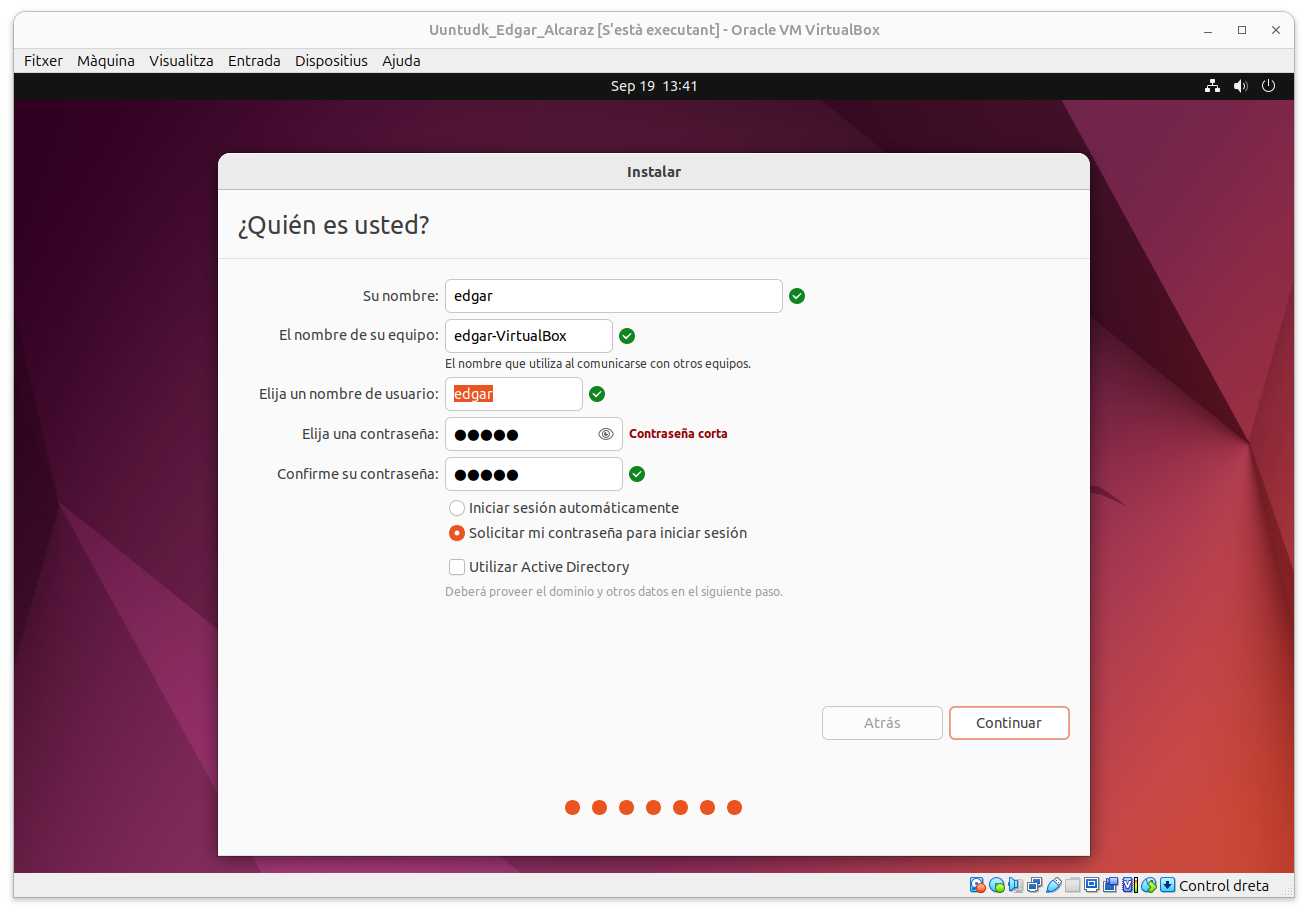 Uuntudk_Edgar_Alcaraz [S'està executant] - Oracle VM VirtualBox
Fitxer Màquina Visualitza Entrada Dispositius Ajuda
Sep 19 13:41
Instalar
¿Quién es usted?
Su nombre: edgar
El nombre de su equipo: edgar-VirtualBox
El nombre que utiliza al comunicarse con otros equipos.
Elija un nombre de usuario: edgar
Elija una contraseña: ●●●●● Contraseña corta
Confirme su contraseña: ●●●●●
Iniciar sesión automáticamente
Solicitar mi contraseña para iniciar sesión
Utilizar Active Directory
Deberá proveer el dominio y otros datos en el siguiente paso.
Atrás Continuar
Control dreta